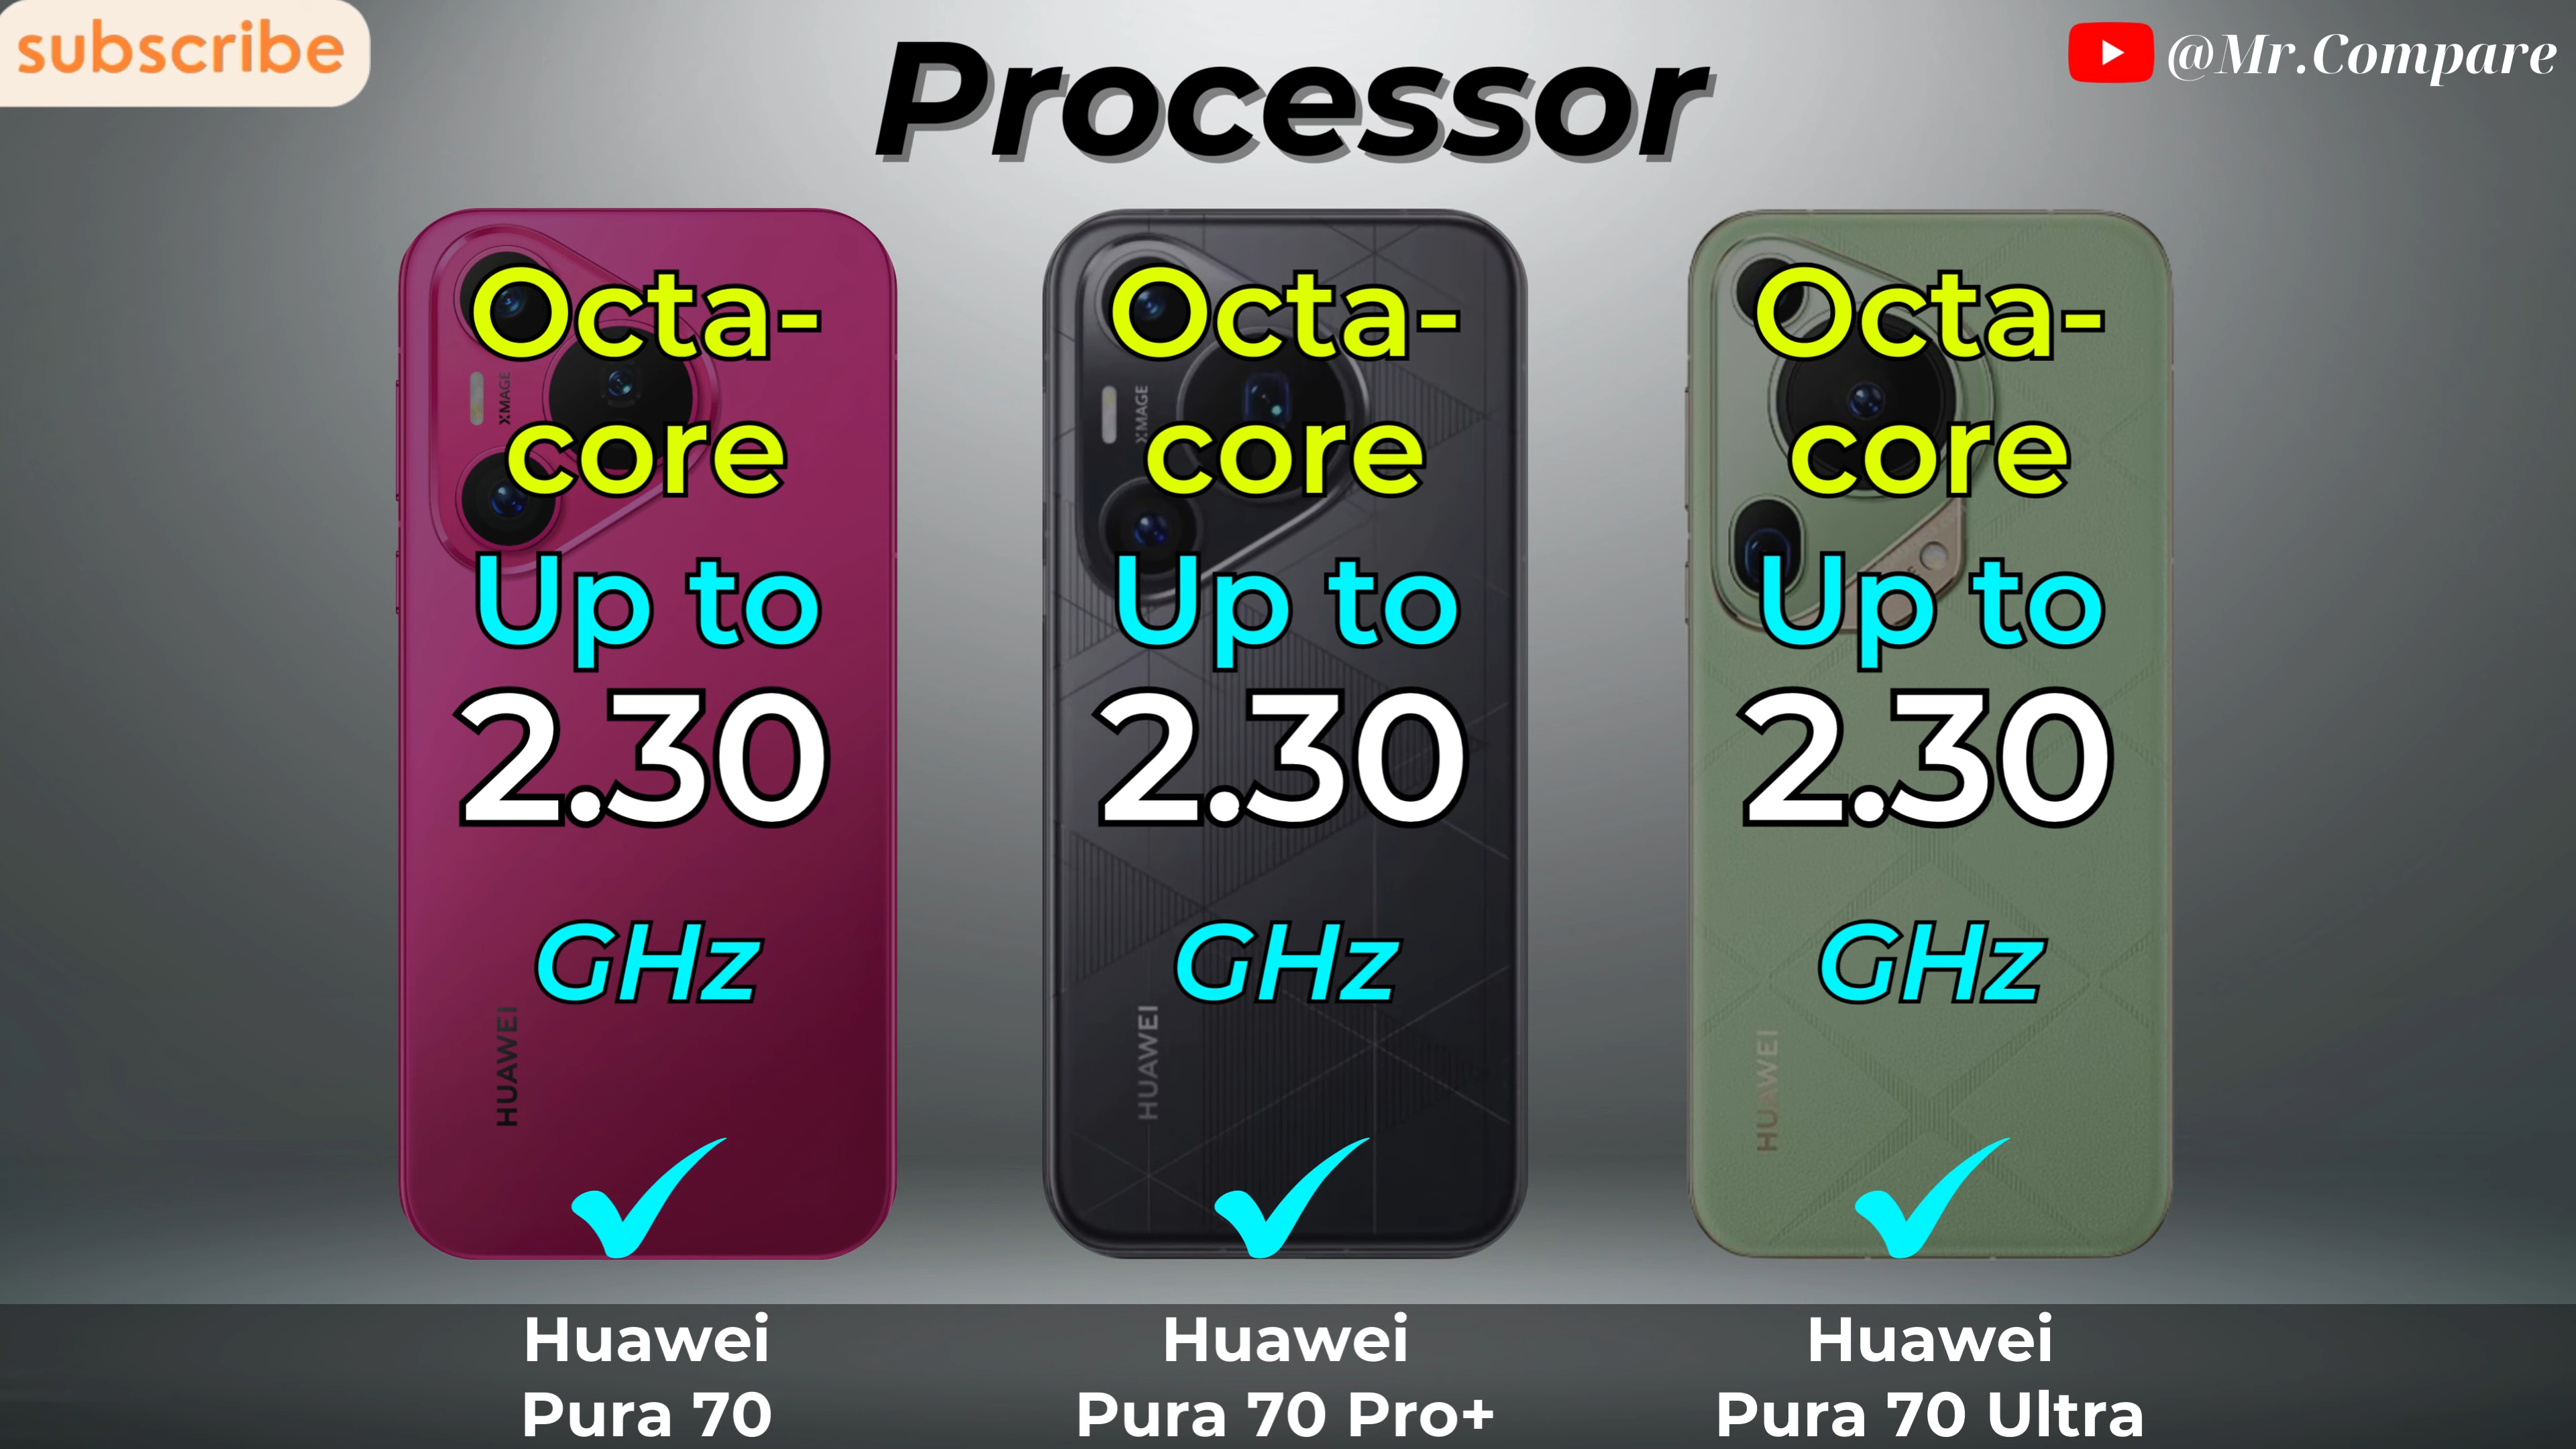 subscribe
Processor
@Mr.Compare
Octa-
core
Up to
2.30
GHz
XMAGE
HUAWEI
Octa-
core
Up to
2.30
GHz
XMAGE
HUAWEI
Octa-
core
Up to
2.30
GHz
HUAWEI
Huawei
Pura 70
Huawei
Pura 70 Pro+
Huawei
Pura 70 Ultra